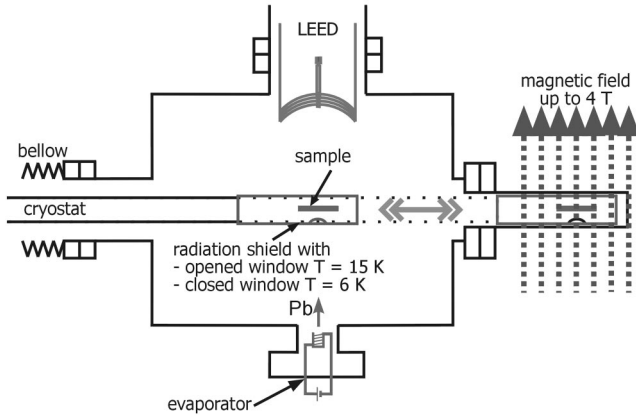 LEED
magnetic field
up to 4 T
bellow
sample
cryostat
radiation shield with
- opened window T = 15 K
- closed window T = 6 K
Pb
evaporator